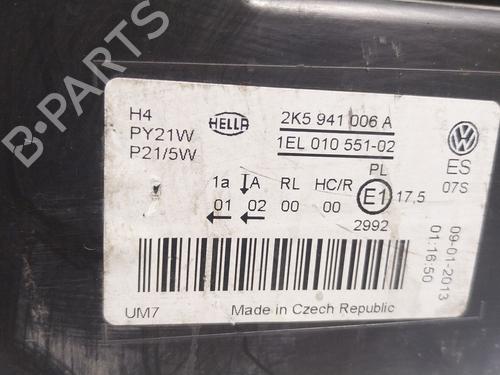 H4
PY21W
P21/5W
HELLA
2K5 941 006 A
1EL 010 551-02
PL
1a A RL HC/R
01 02 00 00
E1 17,5
2992
ES
07S
09-01-2013
01:16:50
UM7 Made in Czech Republic
B-PARTS